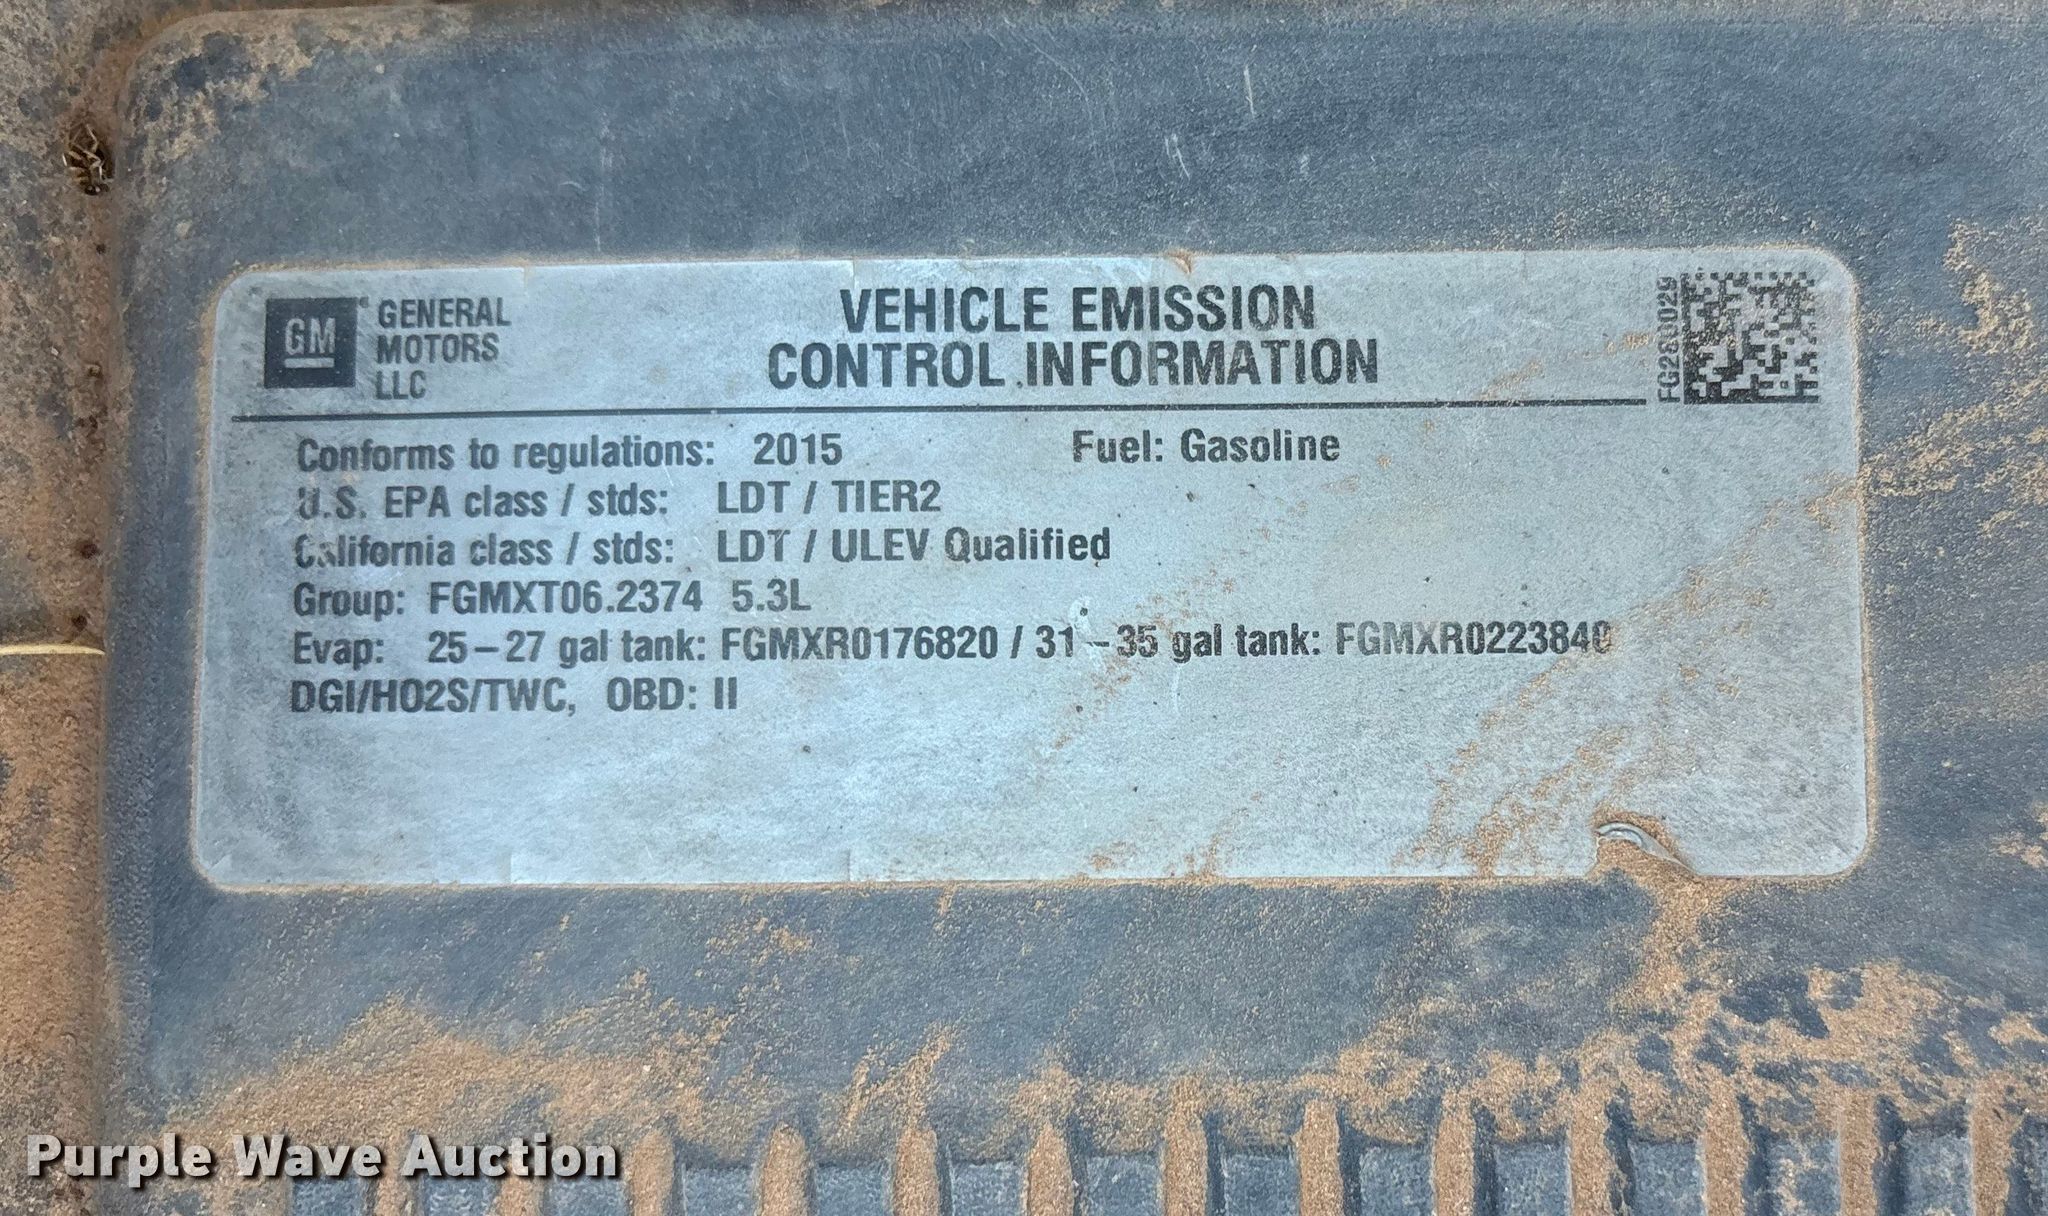 GM
GENERAL
MOTORS
LLC
VEHICLE EMISSION
CONTROL INFORMATION
Conforms to regulations: 2015 Fuel: Gasoline
U.S. EPA class / stds: LDT / TIER2
California class / stds: LDT / ULEV Qualified
Group: FGMXT06.2374 5.3L
Evap: 25–27 gal tank: FGMXR0176820 / 31–35 gal tank: FGMXR0223840
DGI/HO2S/TWC, OBD: II
Purple Wave Auction